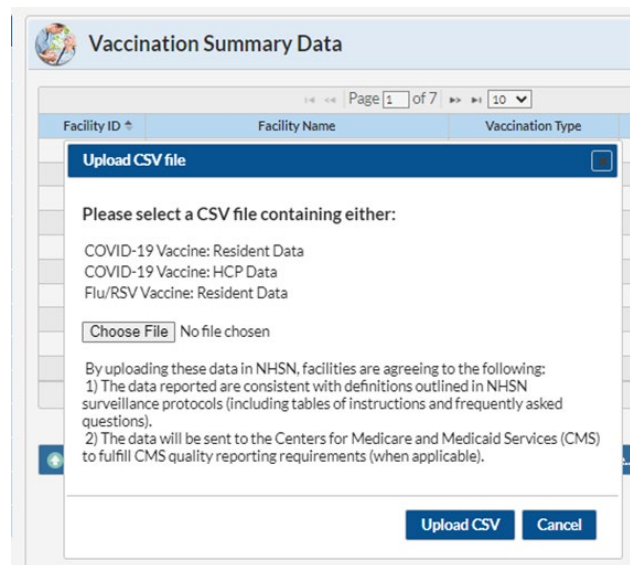 Vaccination Summary Data
Page 1 of 7 10
Facility ID Facility Name Vaccination Type
Upload CSV file
Please select a CSV file containing either:
COVID-19 Vaccine: Resident Data
COVID-19 Vaccine: HCP Data
Flu/RSV Vaccine: Resident Data
Choose File No file chosen
By uploading these data in NHSN, facilities are agreeing to the following:
1) The data reported are consistent with definitions outlined in NHSN
surveillance protocols (including tables of instructions and frequently asked
questions).
2) The data will be sent to the Centers for Medicare and Medicaid Services (CMS)
to fulfill CMS quality reporting requirements (when applicable).
Upload CSV Cancel